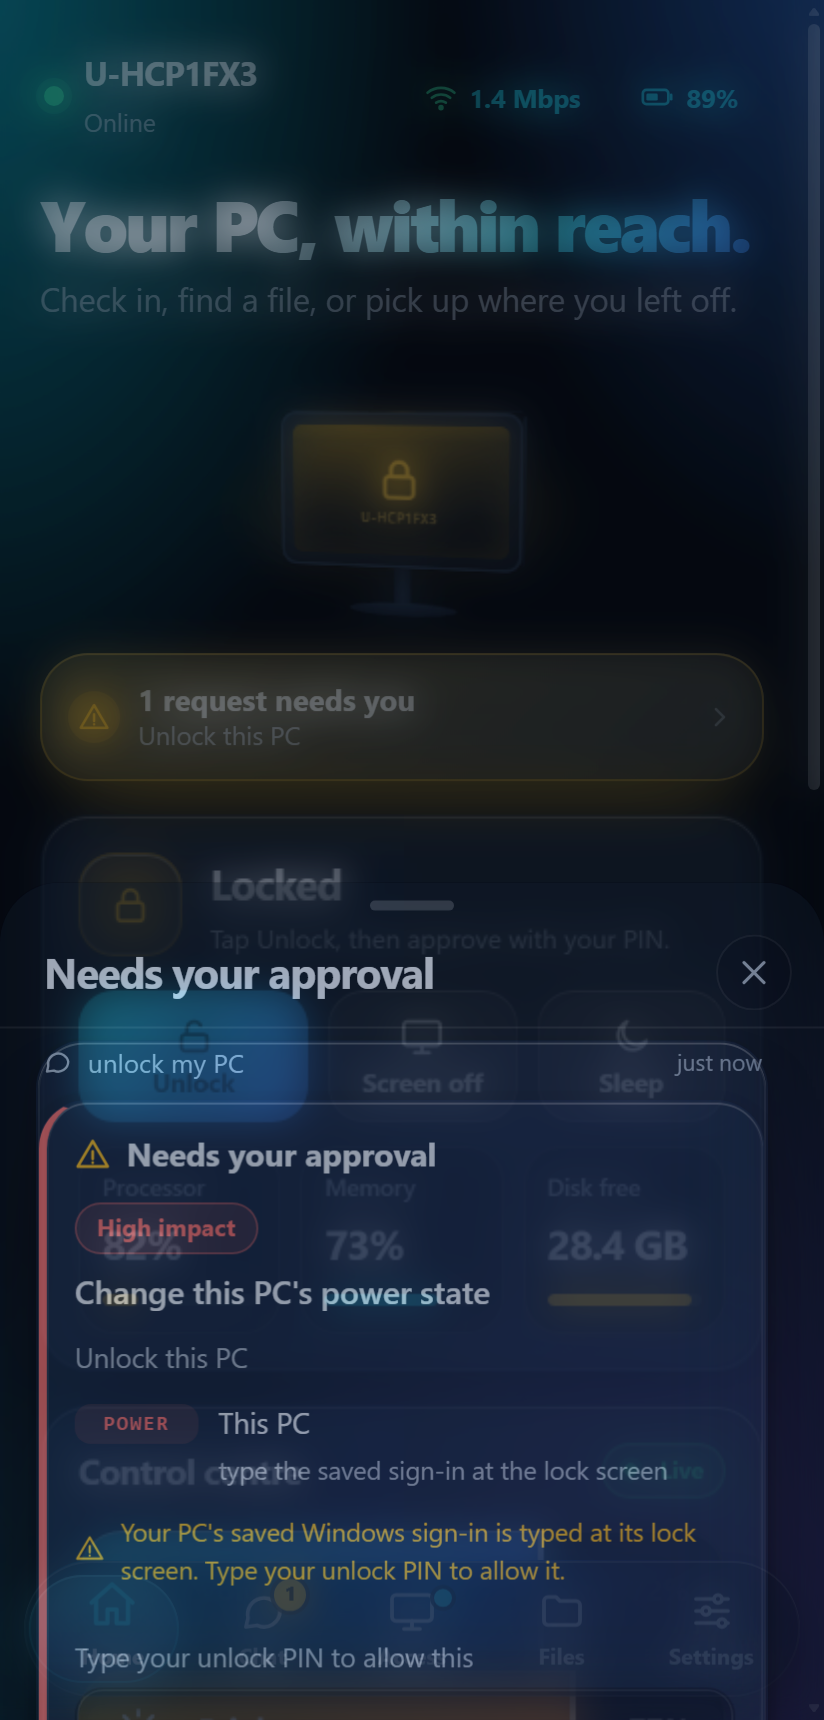 U-HCP1FX3
Online
1.4 Mbps
89%
Your PC, within reach.
Check in, find a file, or pick up where you left off.
U-HCP1FX3
1 request needs you
Unlock this PC
Locked
Tap Unlock, then approve with your PIN.
Needs your approval
unlock my PC
just now
Unlock
Screen off
Sleep
Needs your approval
Processor
Memory
Disk free
High impact
82%
73%
28.4 GB
Change this PC's power state
Unlock this PC
POWER
This PC
Control centre
type the saved sign-in at the lock screen
Live
Your PC's saved Windows sign-in is typed at its lock
screen. Type your unlock PIN to allow it.
1
Files
Settings
Type your unlock PIN to allow this